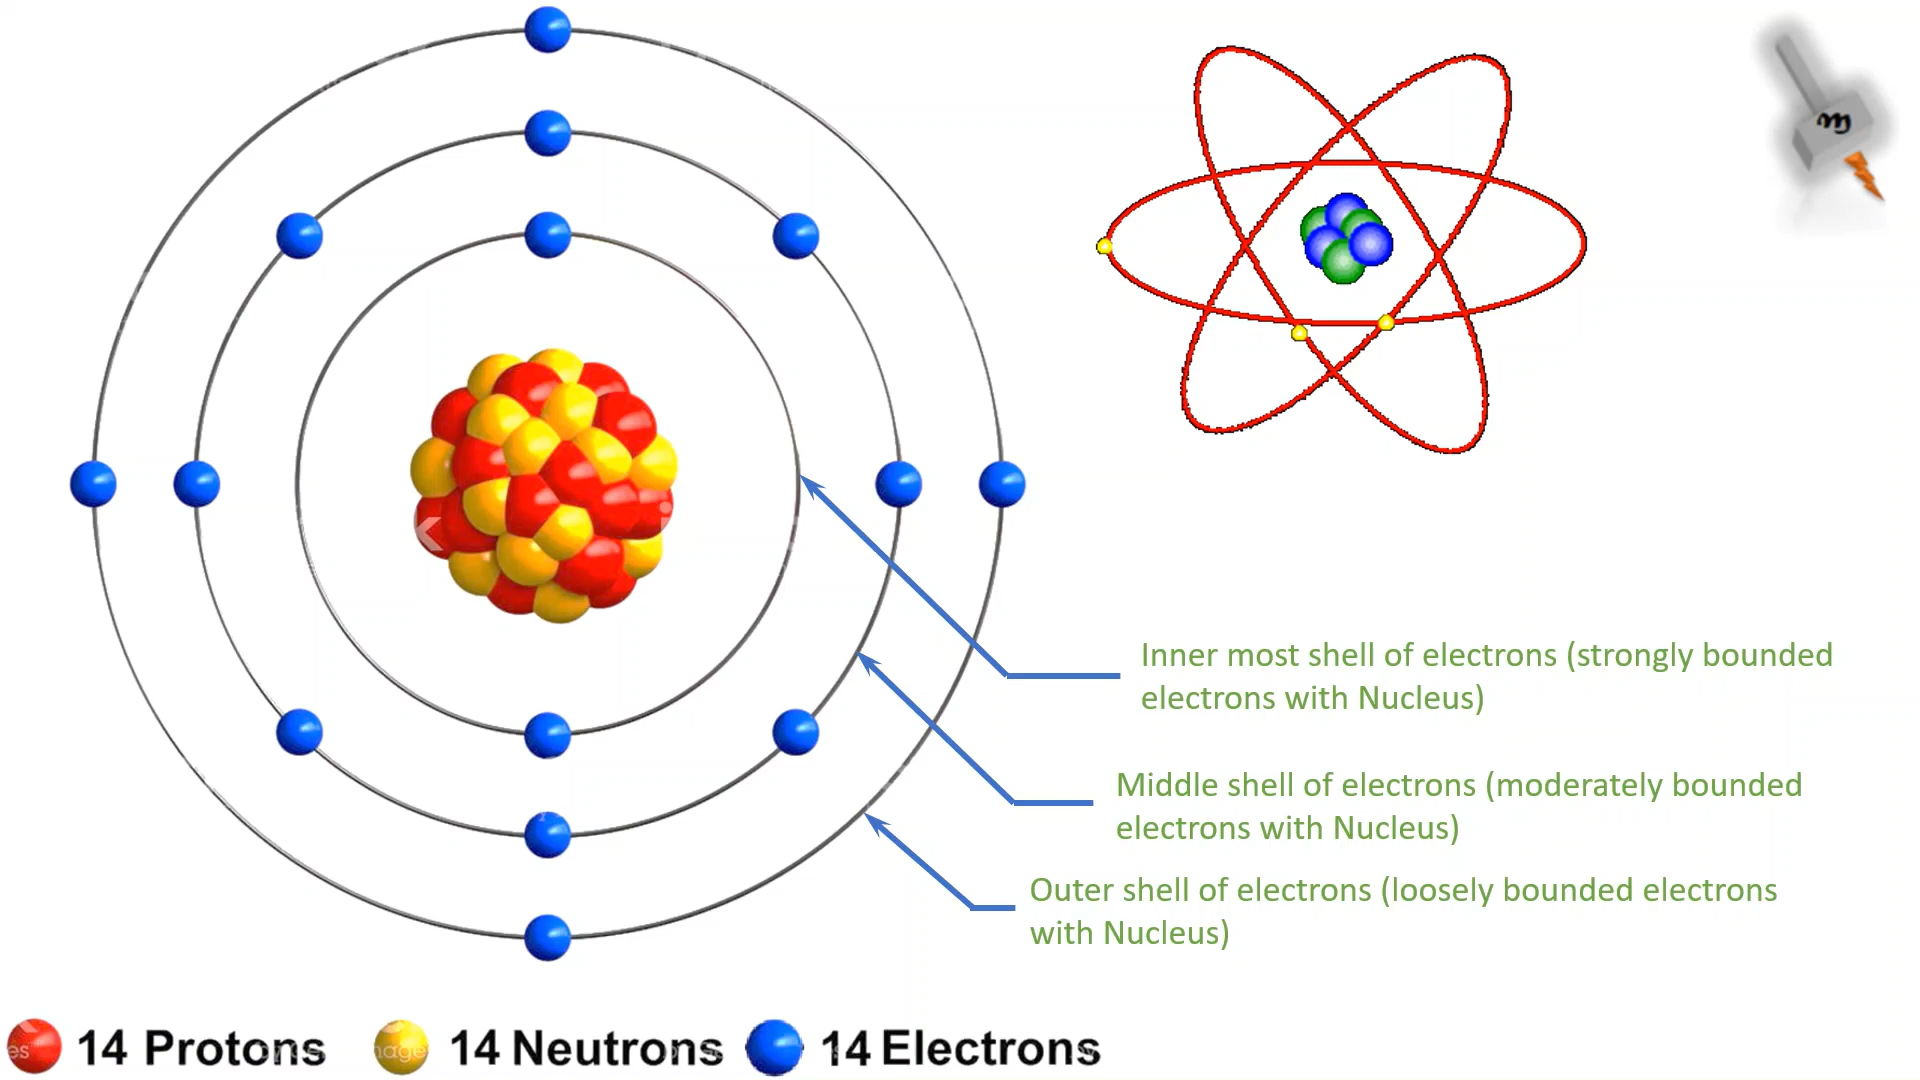 Inner most shell of electrons (strongly bounded
electrons with Nucleus)
Middle shell of electrons (moderately bounded
electrons with Nucleus)
Outer shell of electrons (loosely bounded electrons
with Nucleus)
14 Protons 14 Neutrons 14 Electrons